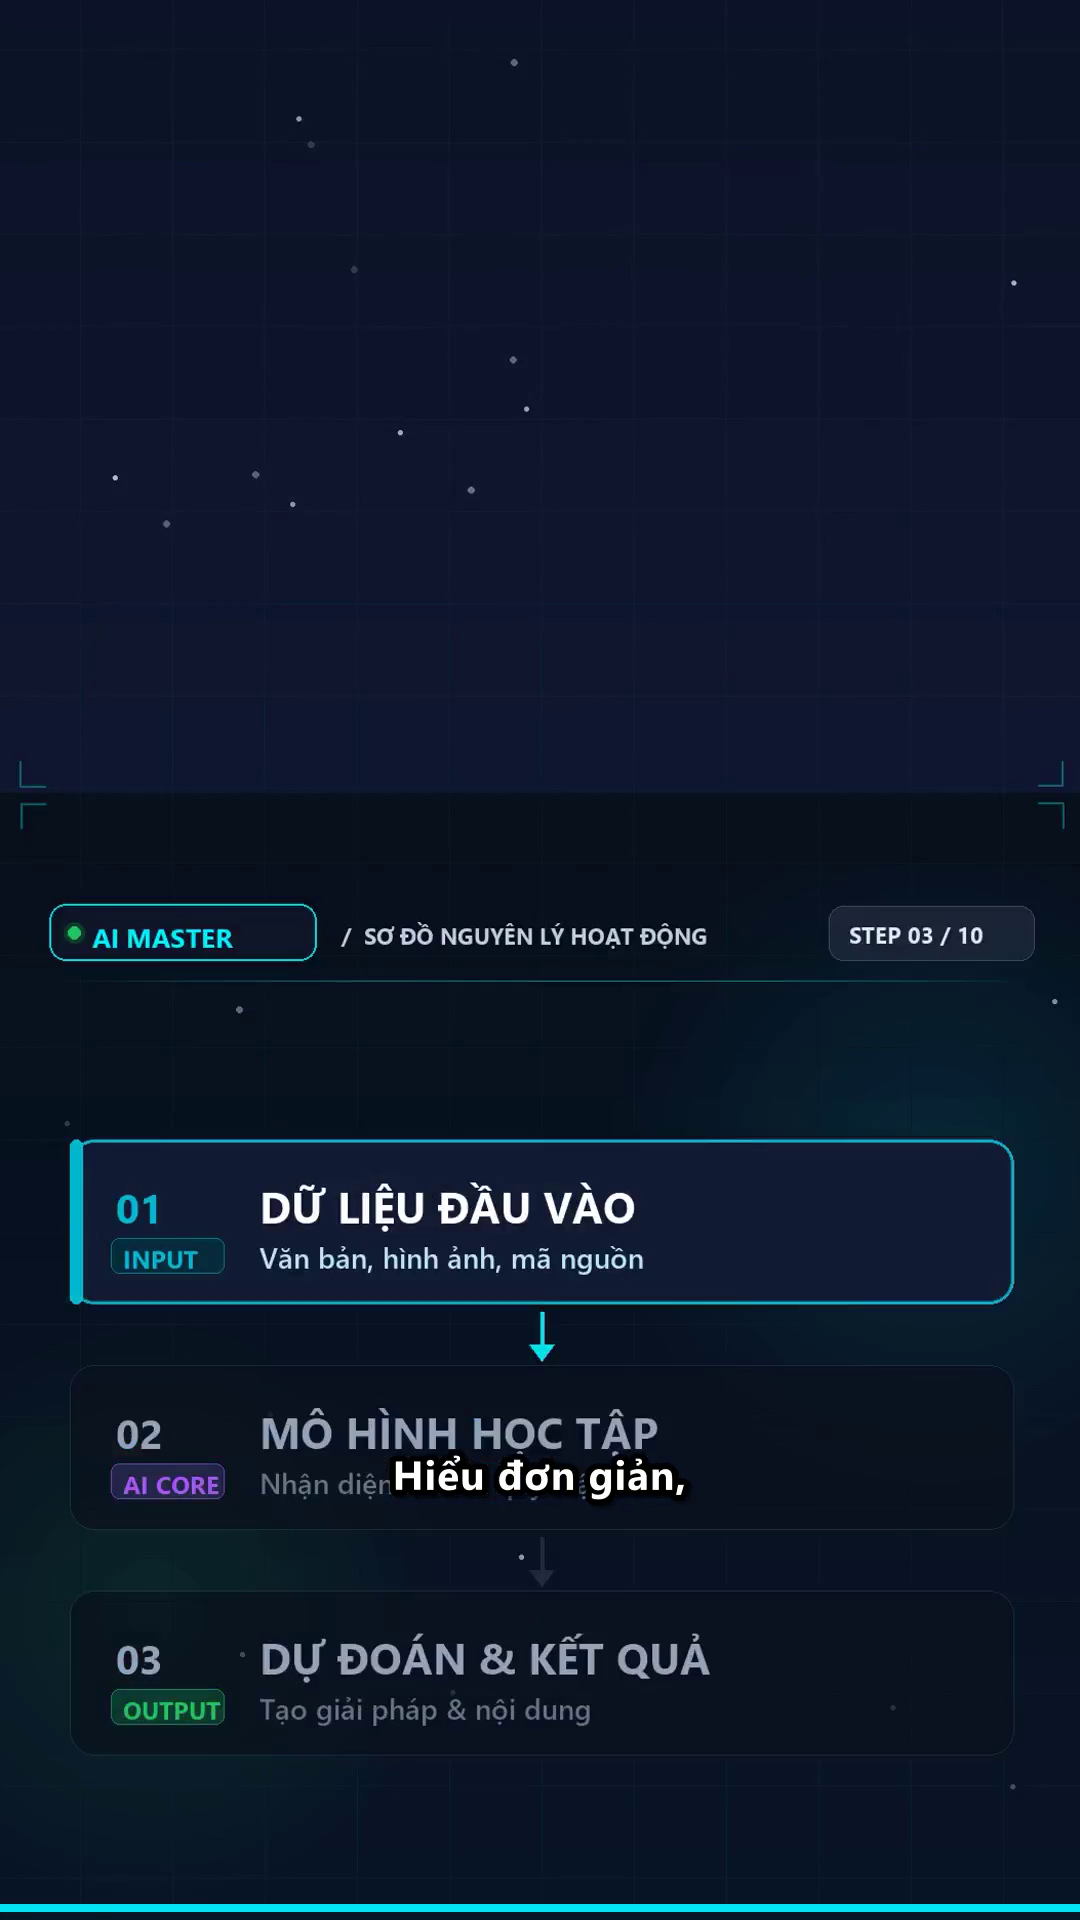 AI MASTER
/ SƠ ĐỒ NGUYÊN LÝ HOẠT ĐỘNG
STEP 03 / 10
01
DỮ LIỆU ĐẦU VÀO
INPUT
Văn bản, hình ảnh, mã nguồn
02
MÔ HÌNH HỌC TẬP
AI CORE
Nhận diện
Hiểu đơn giản,
03
DỰ ĐOÁN & KẾT QUẢ
OUTPUT
Tạo giải pháp & nội dung